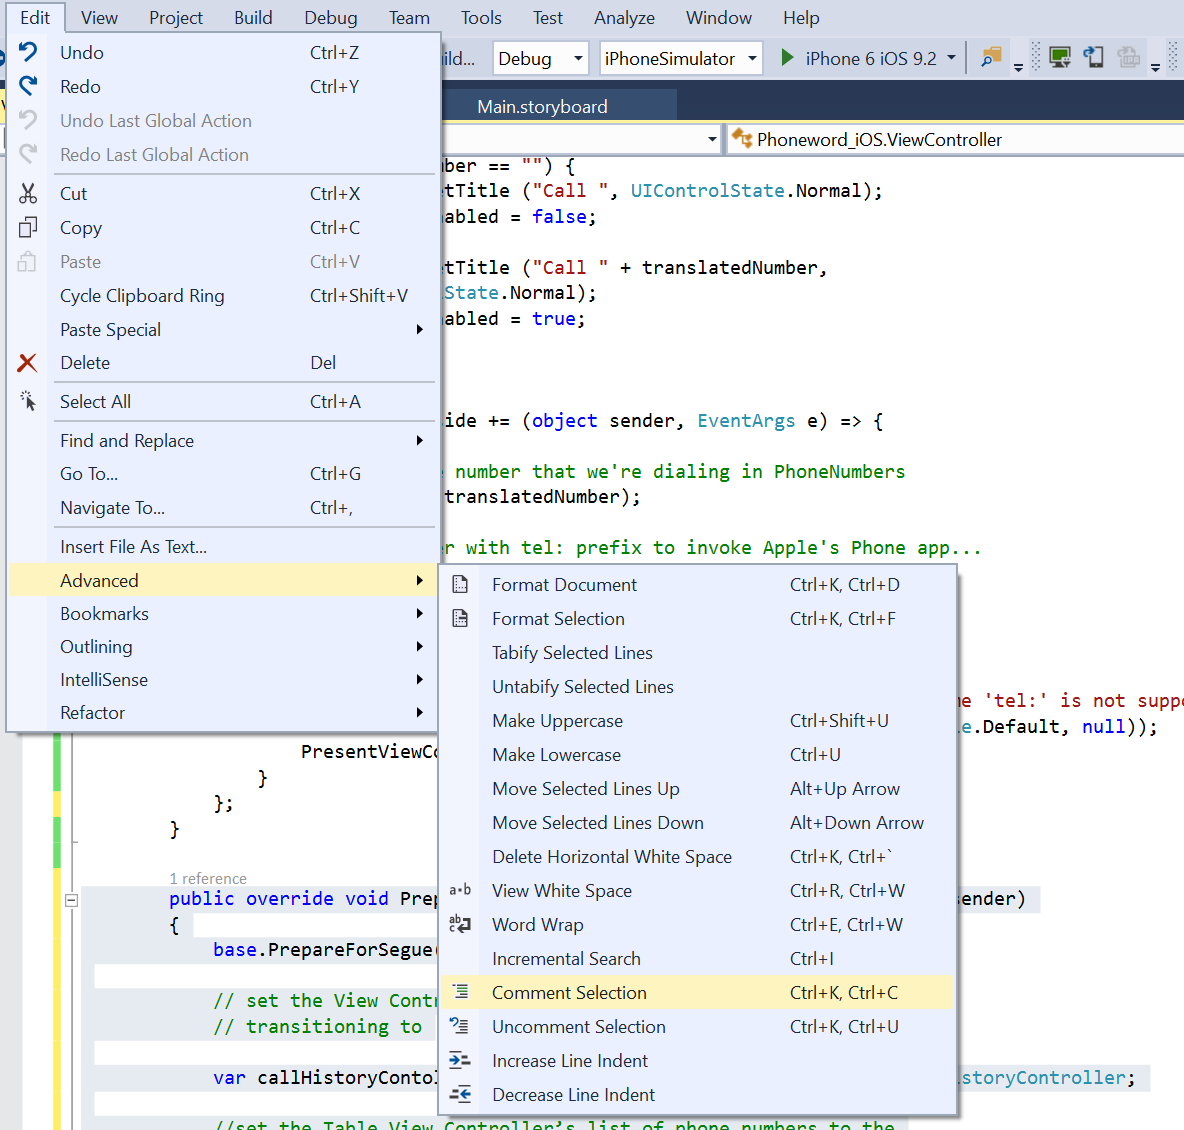 Edit View Project Build Debug Team Tools Test Analyze Window Help
Undo Ctrl+Z
ild... Debug iPhoneSimulator iPhone 6 iOS 9.2
Redo Ctrl+Y
Main.storyboard
Undo Last Global Action
Phoneword_iOS.ViewController
Redo Last Global Action
ber == "") {
Cut Ctrl+X
tTitle ("Call ", UIControlState.Normal);
abled = false;
Copy Ctrl+C
Paste Ctrl+V
tTitle ("Call " + translatedNumber,
Cycle Clipboard Ring Ctrl+Shift+V
State.Normal);
abled = true;
Paste Special
Delete Del
Select All Ctrl+A
ide += (object sender, EventArgs e) => {
Find and Replace
Go To... Ctrl+G
number that we're dialing in PhoneNumbers
translatedNumber);
Navigate To... Ctrl+,
Insert File As Text...
r with tel: prefix to invoke Apple's Phone app...
Advanced
Bookmarks
Outlining
IntelliSense
Refactor
Format Document Ctrl+K, Ctrl+D
Format Selection Ctrl+K, Ctrl+F
Tabify Selected Lines
Untabify Selected Lines
me 'tel:' is not suppo
Make Uppercase Ctrl+Shift+U
e.Default, null));
Make Lowercase Ctrl+U
PresentViewCo
Move Selected Lines Up Alt+Up Arrow
}
};
Move Selected Lines Down Alt+Down Arrow
}
Delete Horizontal White Space Ctrl+K, Ctrl+`
1 reference
View White Space Ctrl+R, Ctrl+W
public override void Prep
sender)
Word Wrap Ctrl+E, Ctrl+W
{
base.PrepareForSegue(
Incremental Search Ctrl+I
Comment Selection Ctrl+K, Ctrl+C
// set the View Contr
Uncomment Selection Ctrl+K, Ctrl+U
// transitioning to
Increase Line Indent
var callHistoryContol
storyController;
Decrease Line Indent
//set the Table View Controller's list of phone numbers to the